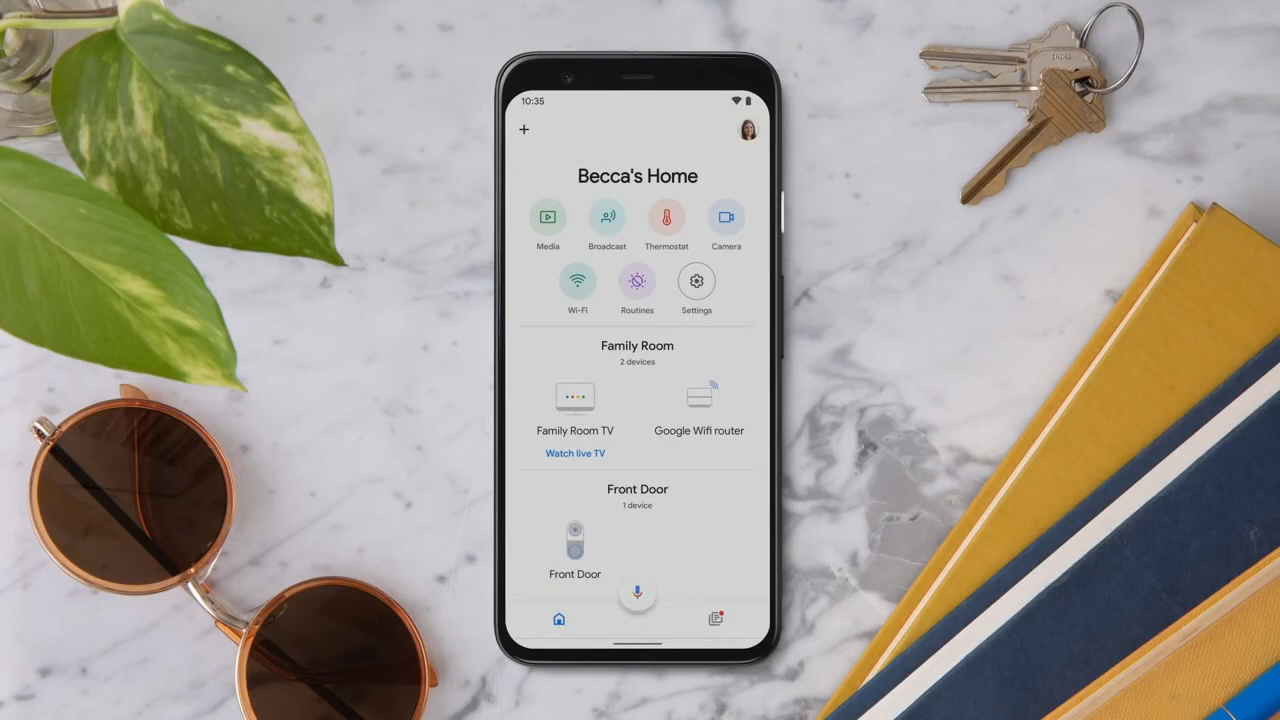 10:35
Becca's Home
Media Broadcast Thermostat Camera
Wi-Fi Routines Settings
Family Room
2 devices
Family Room TV Google Wifi router
Watch live TV
Front Door
1 device
Front Door